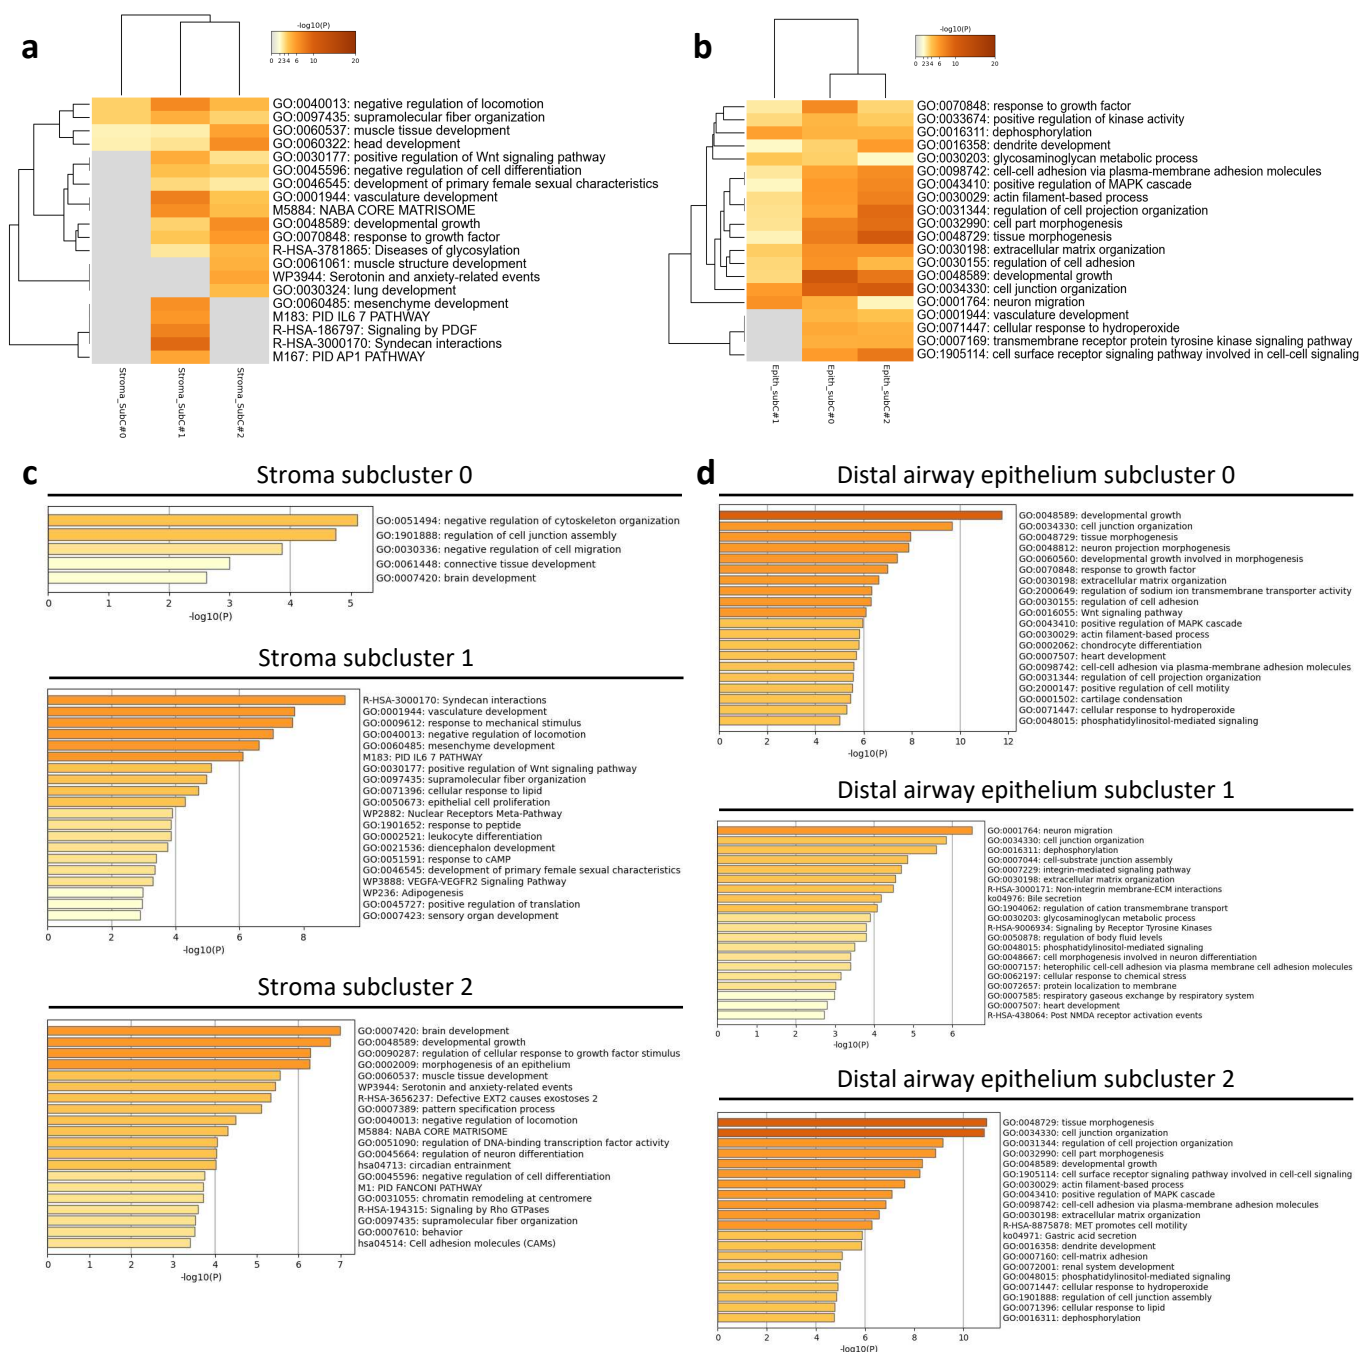 a
-log10(P)
0 2 3 4 6 10 20
GO:0040013: negative regulation of locomotion
GO:0097435: supramolecular fiber organization
GO:0060537: muscle tissue development
GO:0060322: head development
GO:0030177: positive regulation of Wnt signaling pathway
GO:0045596: negative regulation of cell differentiation
GO:0046545: development of primary female sexual characteristics
GO:0001944: vasculature development
M5884: NABA CORE MATRISOME
GO:0048589: developmental growth
GO:0070848: response to growth factor
R-HSA-3781865: Diseases of glycosylation
GO:0061061: muscle structure development
WP3944: Serotonin and anxiety-related events
GO:0030324: lung development
GO:0060485: mesenchyme development
M183: PID IL6 7 PATHWAY
R-HSA-186797: Signaling by PDGF
R-HSA-3000170: Syndecan interactions
M167: PID AP1 PATHWAY
Stroma_SubC#0
Stroma_SubC#1
Stroma_SubC#2
b
-log10(P)
0 2 3 4 6 10 20
GO:0070848: response to growth factor
GO:0033674: positive regulation of kinase activity
GO:0016311: dephosphorylation
GO:0016358: dendrite development
GO:0030203: glycosaminoglycan metabolic process
GO:0098742: cell-cell adhesion via plasma-membrane adhesion molecules
GO:0043410: positive regulation of MAPK cascade
GO:0030029: actin filament-based process
GO:0031344: regulation of cell projection organization
GO:0032990: cell part morphogenesis
GO:0048729: tissue morphogenesis
GO:0030198: extracellular matrix organization
GO:0030155: regulation of cell adhesion
GO:0048589: developmental growth
GO:0034330: cell junction organization
GO:0001764: neuron migration
GO:0001944: vasculature development
GO:0071447: cellular response to hydroperoxide
GO:0007169: transmembrane receptor protein tyrosine kinase signaling pathway
GO:1905114: cell surface receptor signaling pathway involved in cell-cell signaling
Epith_subC#1
Epith_subC#0
Epith_subC#2
c
Stroma subcluster 0
GO:0051494: negative regulation of cytoskeleton organization
GO:1901888: regulation of cell junction assembly
GO:0030336: negative regulation of cell migration
GO:0061448: connective tissue development
GO:0007420: brain development
0 1 2 3 4 5
-log10(P)
Stroma subcluster 1
R-HSA-3000170: Syndecan interactions
GO:0001944: vasculature development
GO:0009612: response to mechanical stimulus
GO:0040013: negative regulation of locomotion
GO:0060485: mesenchyme development
M183: PID IL6 7 PATHWAY
GO:0030177: positive regulation of Wnt signaling pathway
GO:0097435: supramolecular fiber organization
GO:0071396: cellular response to lipid
GO:0050673: epithelial cell proliferation
WP2882: Nuclear Receptors Meta-Pathway
GO:1901652: response to peptide
GO:0002521: leukocyte differentiation
GO:0021536: diencephalon development
GO:0051591: response to cAMP
GO:0046545: development of primary female sexual characteristics
WP3888: VEGFA-VEGFR2 Signaling Pathway
WP236: Adipogenesis
GO:0045727: positive regulation of translation
GO:0007423: sensory organ development
0 2 4 6 8
-log10(P)
Stroma subcluster 2
GO:0007420: brain development
GO:0048589: developmental growth
GO:0090287: regulation of cellular response to growth factor stimulus
GO:0002009: morphogenesis of an epithelium
GO:0060537: muscle tissue development
WP3944: Serotonin and anxiety-related events
R-HSA-3656237: Defective EXT2 causes exostoses 2
GO:0007389: pattern specification process
GO:0040013: negative regulation of locomotion
M5884: NABA CORE MATRISOME
GO:0051090: regulation of DNA-binding transcription factor activity
GO:0045664: regulation of neuron differentiation
hsa04713: circadian entrainment
GO:0045596: negative regulation of cell differentiation
M1: PID FANCONI PATHWAY
GO:0031055: chromatin remodeling at centromere
R-HSA-194315: Signaling by Rho GTPases
GO:0097435: supramolecular fiber organization
GO:0007610: behavior
hsa04514: Cell adhesion molecules (CAMs)
0 1 2 3 4 5 6 7
-log10(P)
d
Distal airway epithelium subcluster 0
GO:0048589: developmental growth
GO:0034330: cell junction organization
GO:0048729: tissue morphogenesis
GO:0048812: neuron projection morphogenesis
GO:0060560: developmental growth involved in morphogenesis
GO:0070848: response to growth factor
GO:0030198: extracellular matrix organization
GO:2000649: regulation of sodium ion transmembrane transporter activity
GO:0030155: regulation of cell adhesion
GO:0016055: Wnt signaling pathway
GO:0043410: positive regulation of MAPK cascade
GO:0030029: actin filament-based process
GO:0002062: chondrocyte differentiation
GO:0007507: heart development
GO:0098742: cell-cell adhesion via plasma-membrane adhesion molecules
GO:0031344: regulation of cell projection organization
GO:2000147: positive regulation of cell motility
GO:0001502: cartilage condensation
GO:0071447: cellular response to hydroperoxide
GO:0048015: phosphatidylinositol-mediated signaling
0 2 4 6 8 10 12
-log10(P)
Distal airway epithelium subcluster 1
GO:0001764: neuron migration
GO:0034330: cell junction organization
GO:0016311: dephosphorylation
GO:0007044: cell-substrate junction assembly
GO:0007229: integrin-mediated signaling pathway
GO:0030198: extracellular matrix organization
R-HSA-3000171: Non-integrin membrane-ECM interactions
ko04976: Bile secretion
GO:1904062: regulation of cation transmembrane transport
GO:0030203: glycosaminoglycan metabolic process
R-HSA-9006934: Signaling by Receptor Tyrosine Kinases
GO:0050878: regulation of body fluid levels
GO:0048015: phosphatidylinositol-mediated signaling
GO:0048667: cell morphogenesis involved in neuron differentiation
GO:0007157: heterophilic cell-cell adhesion via plasma membrane cell adhesion molecules
GO:0062197: cellular response to chemical stress
GO:0072657: protein localization to membrane
GO:0007585: respiratory gaseous exchange by respiratory system
GO:0007507: heart development
R-HSA-438064: Post NMDA receptor activation events
0 1 2 3 4 5 6
-log10(P)
Distal airway epithelium subcluster 2
GO:0048729: tissue morphogenesis
GO:0034330: cell junction organization
GO:0031344: regulation of cell projection organization
GO:0032990: cell part morphogenesis
GO:0048589: developmental growth
GO:1905114: cell surface receptor signaling pathway involved in cell-cell signaling
GO:0030029: actin filament-based process
GO:0043410: positive regulation of MAPK cascade
GO:0098742: cell-cell adhesion via plasma-membrane adhesion molecules
GO:0030198: extracellular matrix organization
R-HSA-8875878: MET promotes cell motility
ko04971: Gastric acid secretion
GO:0016358: dendrite development
GO:0007160: cell-matrix adhesion
GO:0072001: renal system development
GO:0048015: phosphatidylinositol-mediated signaling
GO:0071447: cellular response to hydroperoxide
GO:1901888: regulation of cell junction assembly
GO:0071396: cellular response to lipid
GO:0016311: dephosphorylation
0 2 4 6 8 10
-log10(P)